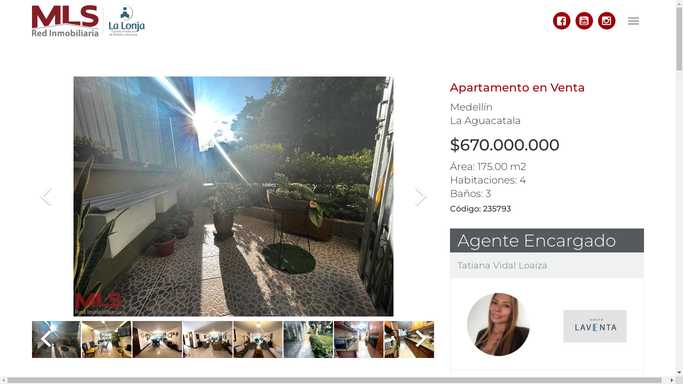 MLS
Red Inmobiliaria
La Lonja
Apartamento en Venta
Medellín
La Aguacatala
$670.000.000
Área: 175.00 m2
Habitaciones: 4
Baños: 3
Código: 235793
Agente Encargado
Tatiana Vidal Loaiza
LAVENTA
MLS
Red Inmobiliaria